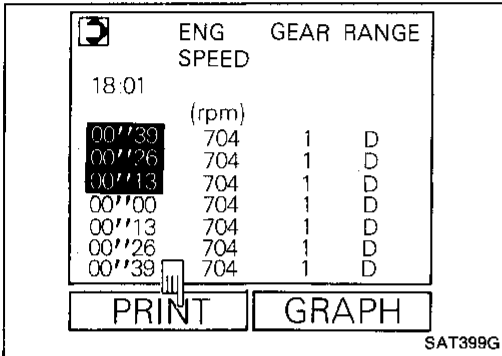 ENG GEAR RANGE
SPEED
18:01
(rpm)
00''39 704 1 D
00''26 704 1 D
00''13 704 1 D
00''00 704 1 D
00''13 704 1 D
00''26 704 1 D
00''39 704 1 D
PRINT GRAPH
SAT399G